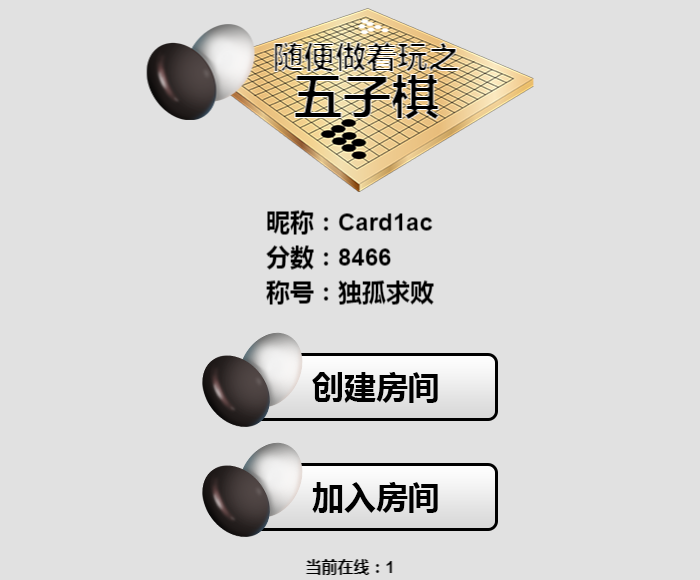 随便做着玩之
五子棋
昵称：Card1ac
分数：8466
称号：独孤求败
创建房间
加入房间
当前在线：1